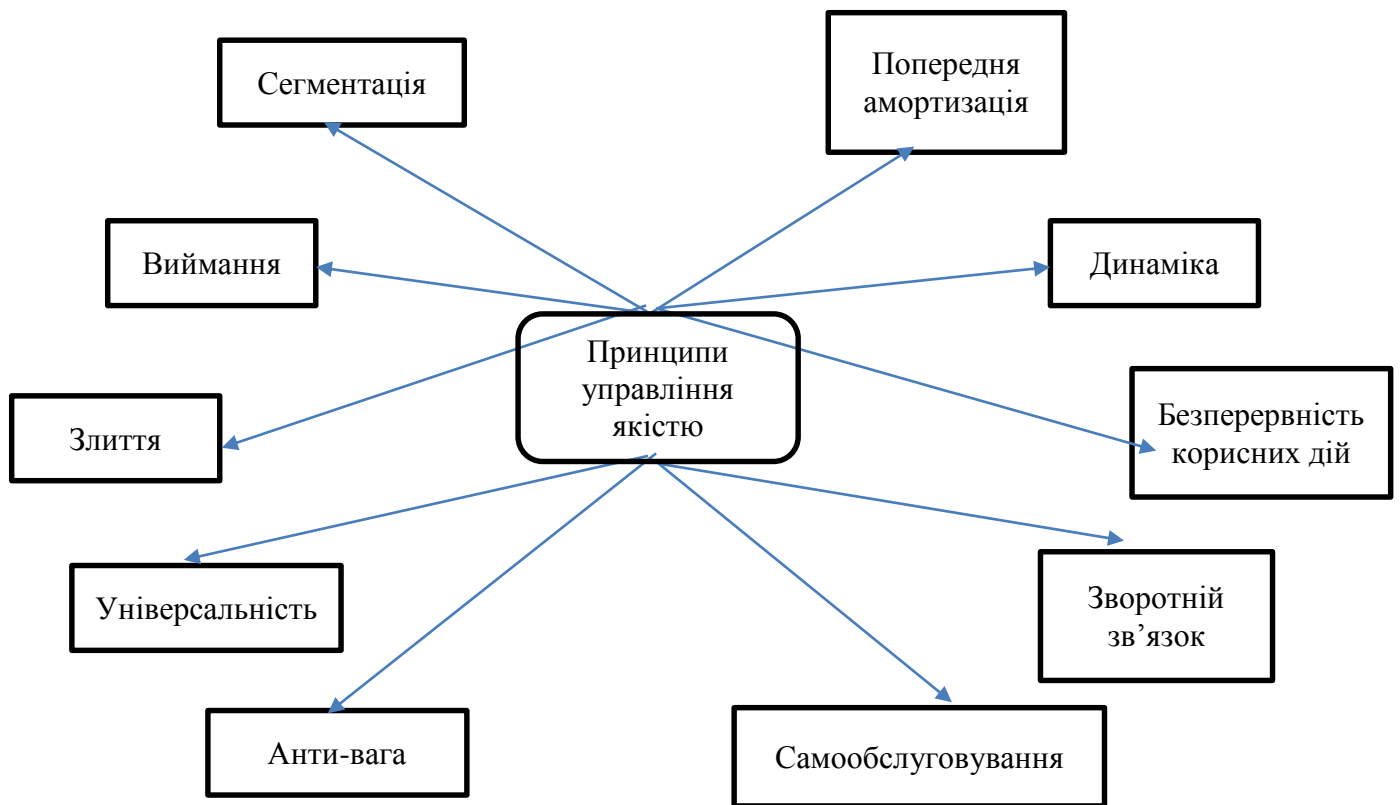 Сегментація
Попередня
амортизація
Виймання
Динаміка
Принципи
управління
якістю
Злиття
Безперервність
корисних дій
Універсальність
Зворотній
зв’язок
Анти-вага
Самообслуговування